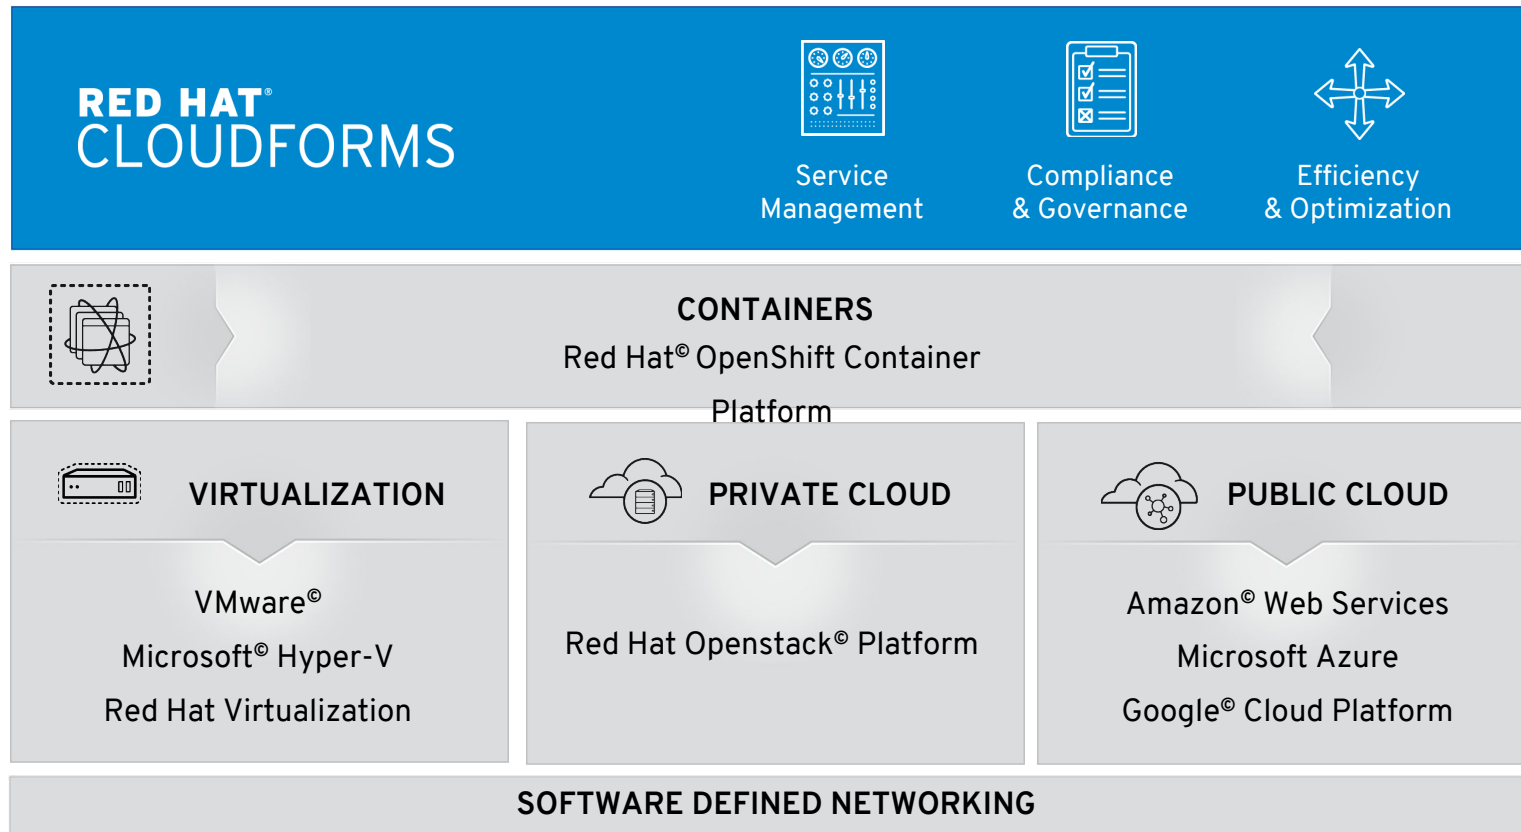 RED HAT®
CLOUDFORMS
Service
Management
Compliance
& Governance
Efficiency
& Optimization
CONTAINERS
Red Hat© OpenShift Container
Platform
VIRTUALIZATION
VMware©
Microsoft© Hyper-V
Red Hat Virtualization
PRIVATE CLOUD
Red Hat Openstack© Platform
PUBLIC CLOUD
Amazon© Web Services
Microsoft Azure
Google© Cloud Platform
SOFTWARE DEFINED NETWORKING